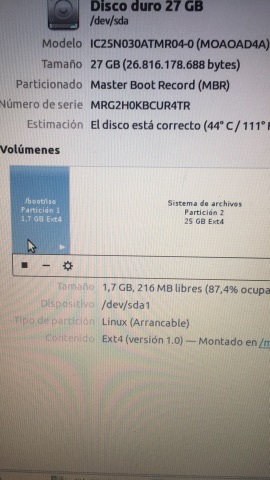 Disco duro 27 GB
/dev/sda
Modelo IC25N030ATMR04-0 (MOAOAD4A)
Tamaño 27 GB (26.816.178.688 bytes)
Particionado Master Boot Record (MBR)
Número de serie MRG2H0KBCUR4TR
Estimación El disco está correcto (44° C / 111°
Volúmenes
/boot/iso
Partición 1
1,7 GB Ext4
Sistema de archivos
Partición 2
25 GB Ext4
Tamaño 1,7 GB, 216 MB libres (87,4% ocupa
Dispositivo /dev/sda1
Tipo de partición Linux (Arrancable)
Contenido Ext4 (versión 1.0) — Montado en /m